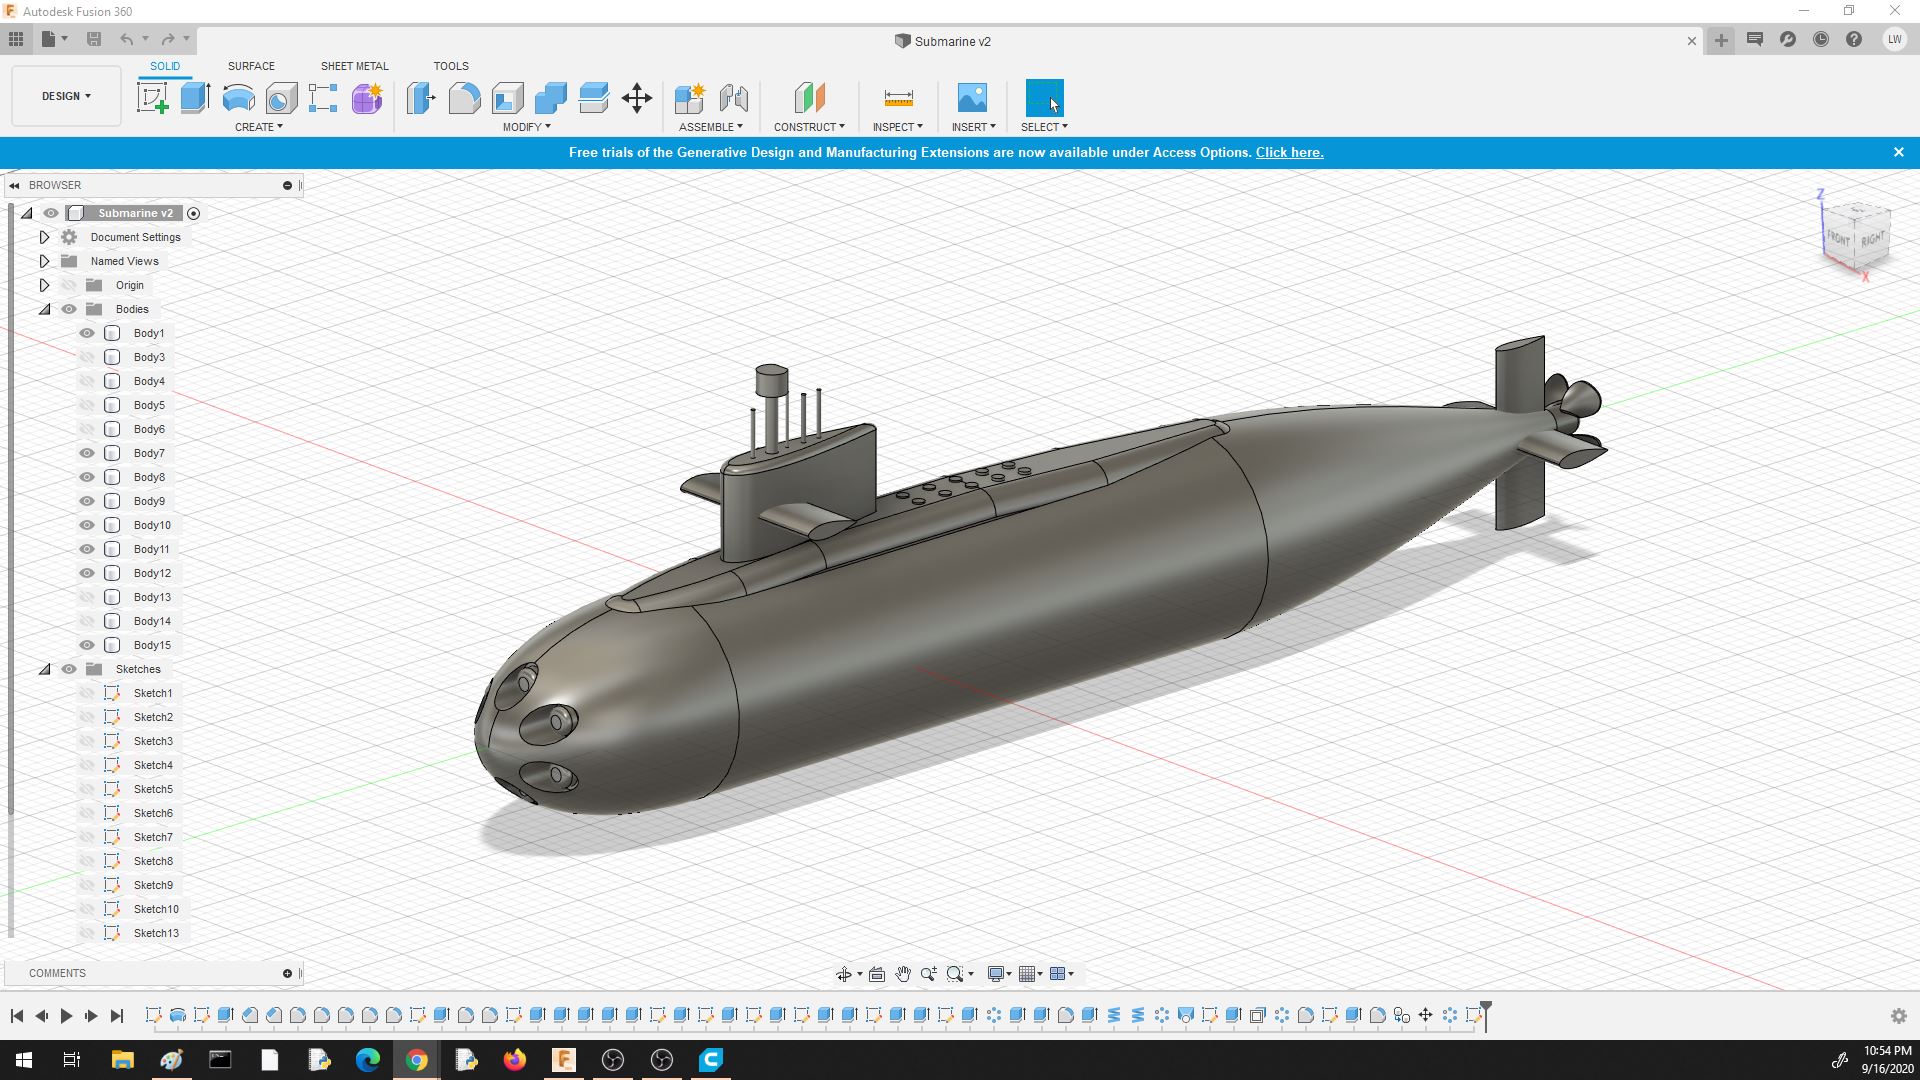 Autodesk Fusion 360
Submarine v2
LW
DESIGN
SOLID
SURFACE
SHEET METAL
TOOLS
CREATE
MODIFY
ASSEMBLE
CONSTRUCT
INSPECT
INSERT
SELECT
Free trials of the Generative Design and Manufacturing Extensions are now available under Access Options. Click here.
BROWSER
Submarine v2
Document Settings
Named Views
Origin
Bodies
Body1
Body3
Body4
Body5
Body6
Body7
Body8
Body9
Body10
Body11
Body12
Body13
Body14
Body15
Sketches
Sketch1
Sketch2
Sketch3
Sketch4
Sketch5
Sketch6
Sketch7
Sketch8
Sketch9
Sketch10
Sketch13
Z
FRONT
RIGHT
X
COMMENTS
10:54 PM
9/16/2020